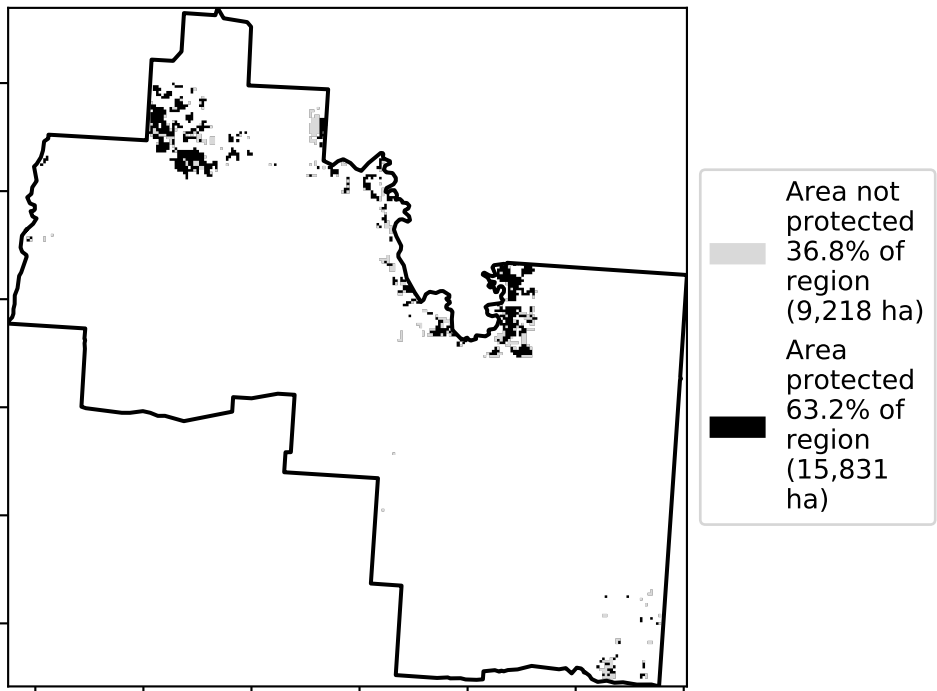 Area not
protected
36.8% of
region
(9,218 ha)
Area
protected
63.2% of
region
(15,831
ha)